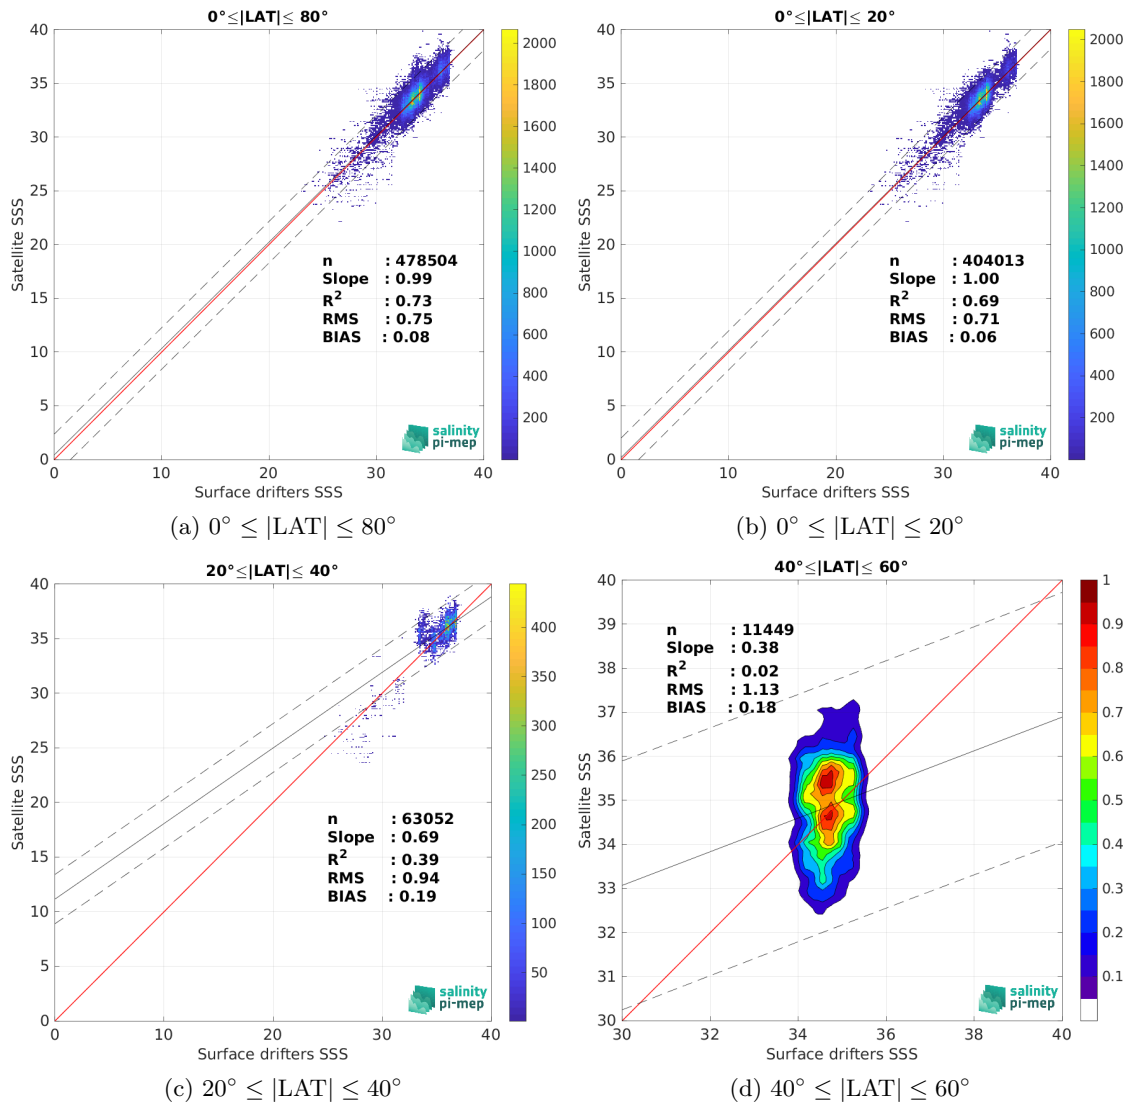 0°≤|LAT|≤ 80°
40
35
30
25
20
15
10
5
0
Satellite SSS
n : 478504
Slope : 0.99
R² : 0.73
RMS : 0.75
BIAS : 0.08
salinity
pi-mep
0 10 20 30 40
Surface drifters SSS
2000
1800
1600
1400
1200
1000
800
600
400
200
(a) 0° ≤ |LAT| ≤ 80°
0°≤|LAT|≤ 20°
40
35
30
25
20
15
10
5
0
Satellite SSS
n : 404013
Slope : 1.00
R² : 0.69
RMS : 0.71
BIAS : 0.06
salinity
pi-mep
0 10 20 30 40
Surface drifters SSS
2000
1800
1600
1400
1200
1000
800
600
400
200
(b) 0° ≤ |LAT| ≤ 20°
20°≤|LAT|≤ 40°
40
35
30
25
20
15
10
5
0
Satellite SSS
n : 63052
Slope : 0.69
R² : 0.39
RMS : 0.94
BIAS : 0.19
salinity
pi-mep
0 10 20 30 40
Surface drifters SSS
400
350
300
250
200
150
100
50
(c) 20° ≤ |LAT| ≤ 40°
40°≤|LAT|≤ 60°
40
39
38
37
36
35
34
33
32
31
30
Satellite SSS
n : 11449
Slope : 0.38
R² : 0.02
RMS : 1.13
BIAS : 0.18
salinity
pi-mep
30 32 34 36 38 40
Surface drifters SSS
1
0.9
0.8
0.7
0.6
0.5
0.4
0.3
0.2
0.1
(d) 40° ≤ |LAT| ≤ 60°